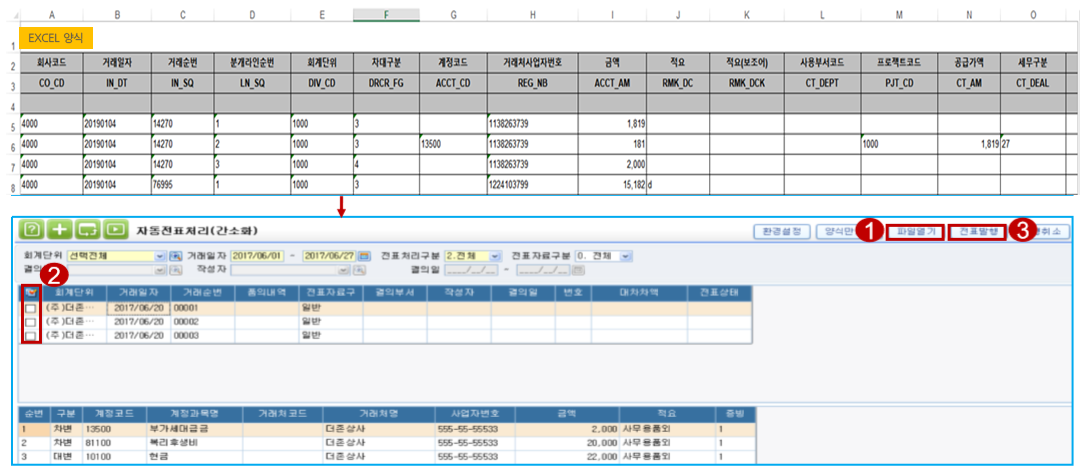 A B C D E F G H I J K L M N O
1 EXCEL 양식
2 회사코드 거래일자 거래순번 분개라인순번 회계단위 차대구분 계정코드 거래처사업자번호 금액 적요 적요(보조어) 사용부서코드 프로젝트코드 공급가액 세무구분
3 CO_CD IN_DT IN_SQ LN_SQ DIV_CD DRCR_FG ACCT_CD REG_NB ACCT_AM RMK_DC RMK_DCK CT_DEPT PJT_CD CT_AM CT_DEAL
4
5 4000 20190104 14270 1 1000 3 1138263739 1,819
6 4000 20190104 14270 2 1000 3 13500 1138263739 181 1000 1,819 27
7 4000 20190104 14270 3 1000 4 1138263739 2,000
8 4000 20190104 76995 1 1000 3 1224103799 15,182 d
자동전표처리(간소화) 환경설정 양식만 1 파일열기 전표발행 3 취소
회계단위 선택전체 거래일자 2017/06/01 - 2017/06/27 전표처리구분 2.전체 전표자료구분 0. 전체
결의 2 작성자 결의일 ____/__/__ - ____/__/__
회계단위 거래일자 거래순번 품의내역 전표자료구 결의부서 작성자 결의일 번호 대차차액 전표상태
(주)더존··· 2017/06/20 00001 일반
(주)더존··· 2017/06/20 00002 일반
(주)더존··· 2017/06/20 00003 일반
순번 구분 계정코드 계정과목명 거래처코드 거래처명 사업자번호 금액 적요 증빙
1 차변 13500 부가세대급금 더존상사 555-55-55533 2,000 사무용품외 1
2 차변 81100 복리후생비 더존상사 555-55-55533 20,000 사무용품외 1
3 대변 10100 현금 더존상사 555-55-55533 22,000 사무용품외 1